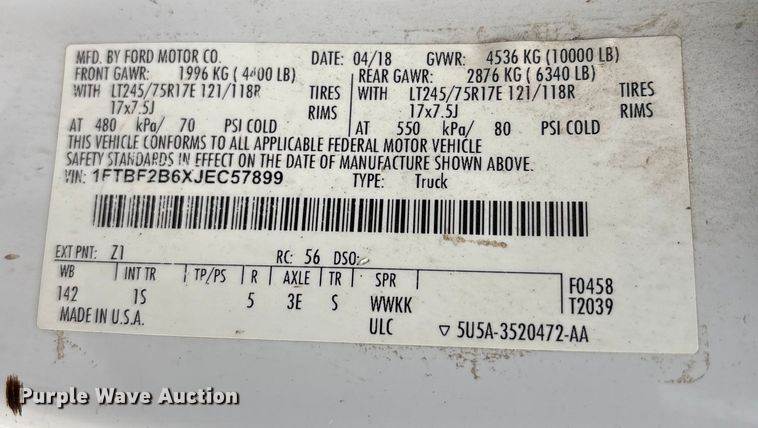 MFD. BY FORD MOTOR CO. DATE: 04/18 GVWR: 4536 KG (10000 LB)
FRONT GAWR: 1996 KG ( 4400 LB) REAR GAWR: 2876 KG ( 6340 LB)
WITH LT245/75R17E 121/118R TIRES WITH LT245/75R17E 121/118R TIRES
17x7.5J RIMS 17x7.5J RIMS
AT 480 kPa/ 70 PSI COLD AT 550 kPa/ 80 PSI COLD
THIS VEHICLE CONFORMS TO ALL APPLICABLE FEDERAL MOTOR VEHICLE
SAFETY STANDARDS IN EFFECT ON THE DATE OF MANUFACTURE SHOWN ABOVE.
VIN: 1FTBF2B6XJEC57899 TYPE: Truck
EXT PNT: Z1 RC: 56 DSO:
WB INT TR TP/PS R AXLE TR SPR F0458
142 1S 5 3E S WWKK T2039
MADE IN U.S.A. ULC ▽ 5U5A-3520472-AA
Purple Wave Auction